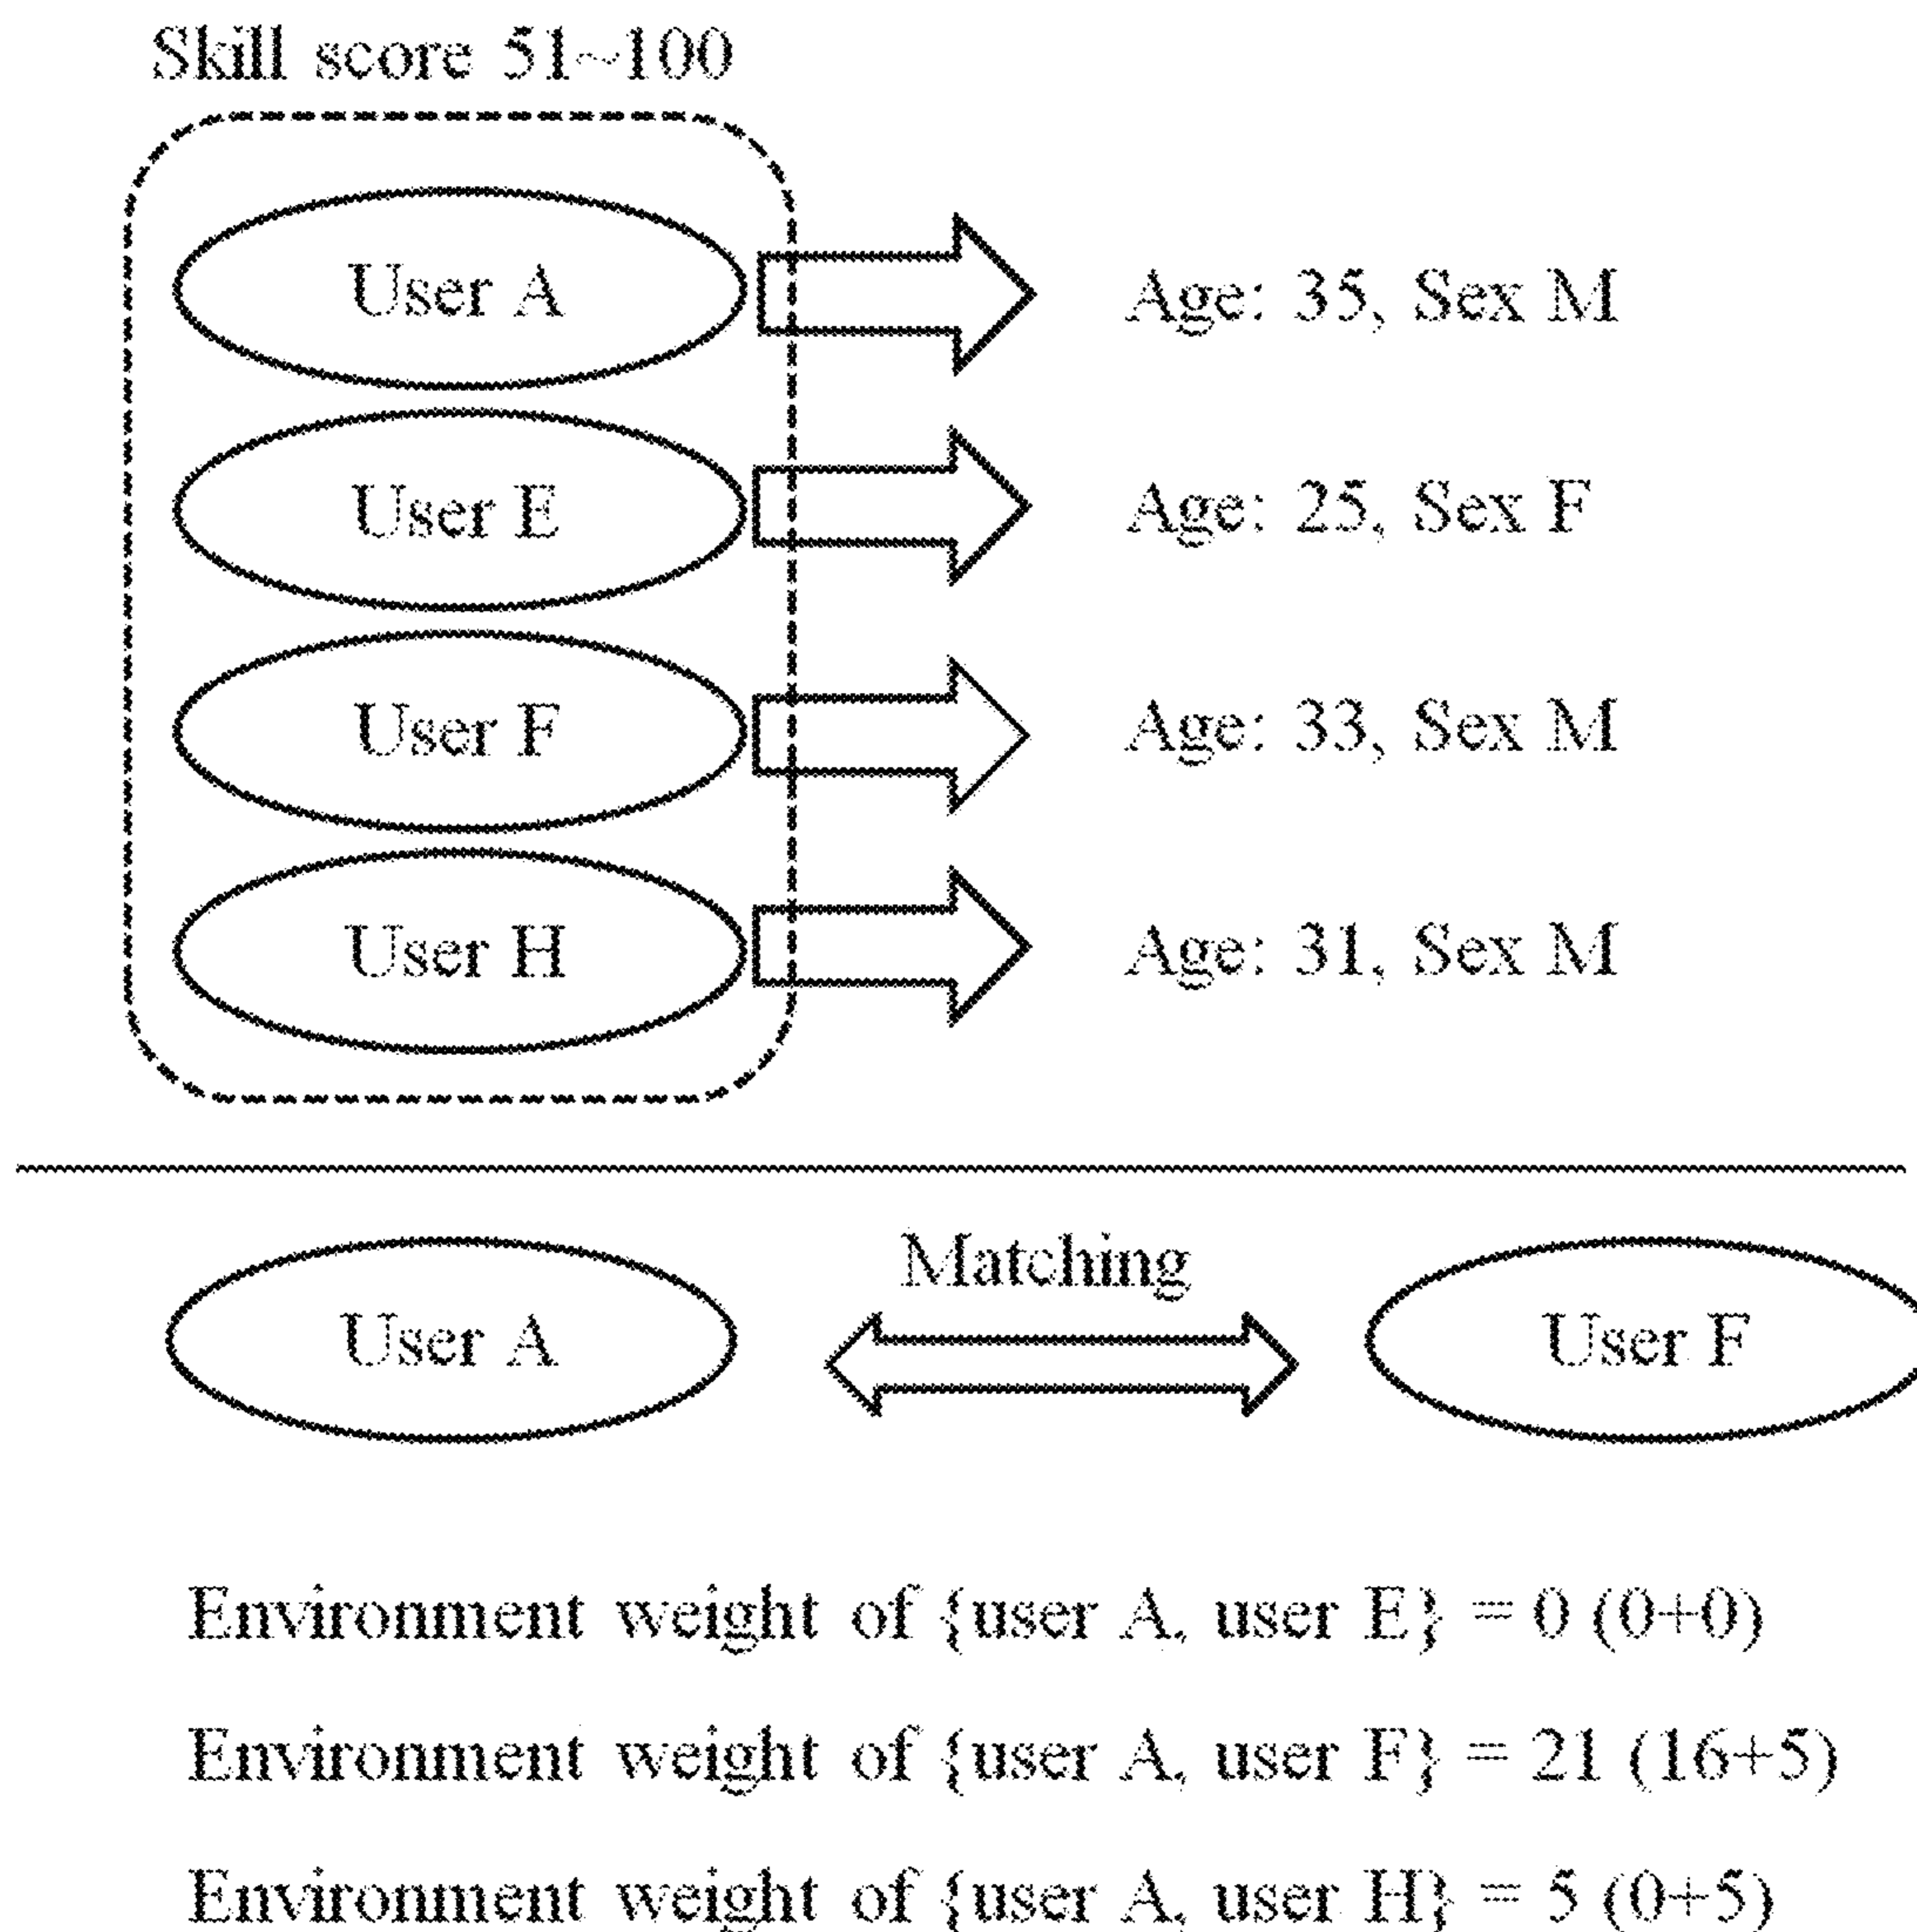 Skill score 51~100
User A
Age: 35, Sex M
User E
Age: 25, Sex F
User F
Age: 33, Sex M
User H
Age: 31, Sex M
Matching
User A
User F
Environment weight of {user A, user E} = 0 (0+0)
Environment weight of {user A, user F} = 21 (16+5)
Environment weight of {user A, user H} = 5 (0+5)